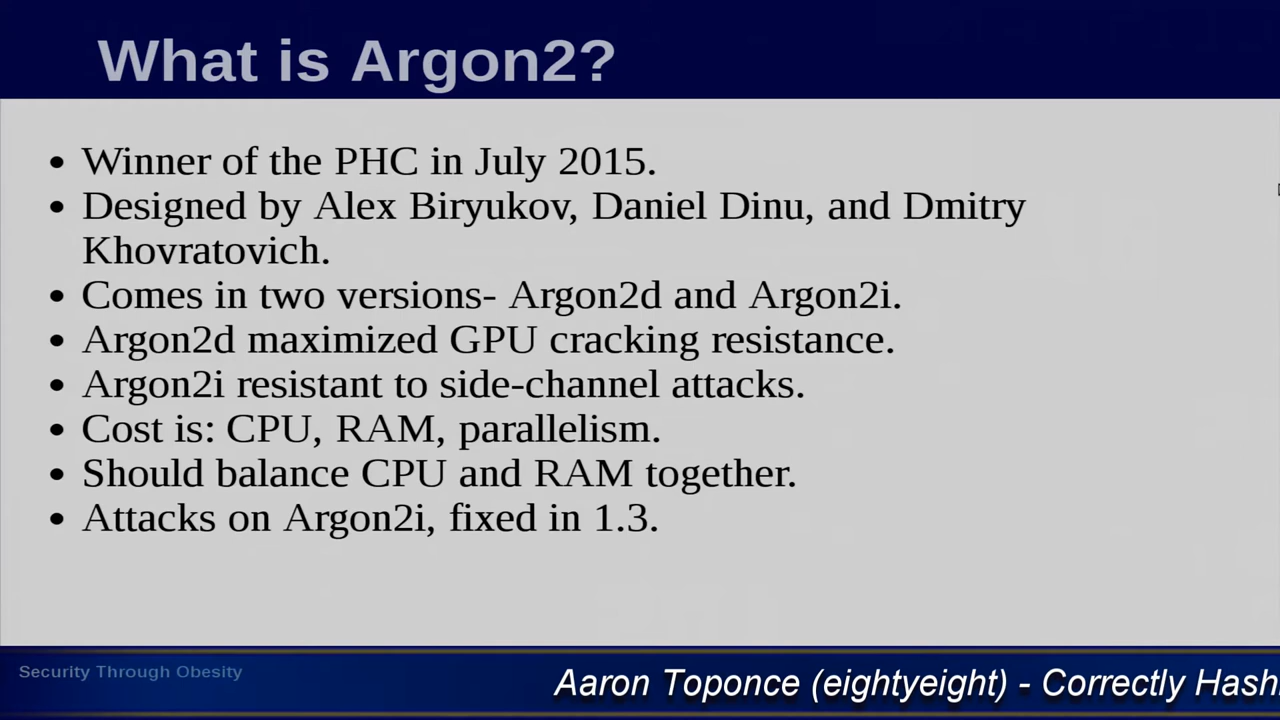 What is Argon2?
• Winner of the PHC in July 2015.
• Designed by Alex Biryukov, Daniel Dinu, and Dmitry
Khovratovich.
• Comes in two versions- Argon2d and Argon2i.
• Argon2d maximized GPU cracking resistance.
• Argon2i resistant to side-channel attacks.
• Cost is: CPU, RAM, parallelism.
• Should balance CPU and RAM together.
• Attacks on Argon2i, fixed in 1.3.
Security Through Obesity
Aaron Toponce (eightyeight) - Correctly Hash